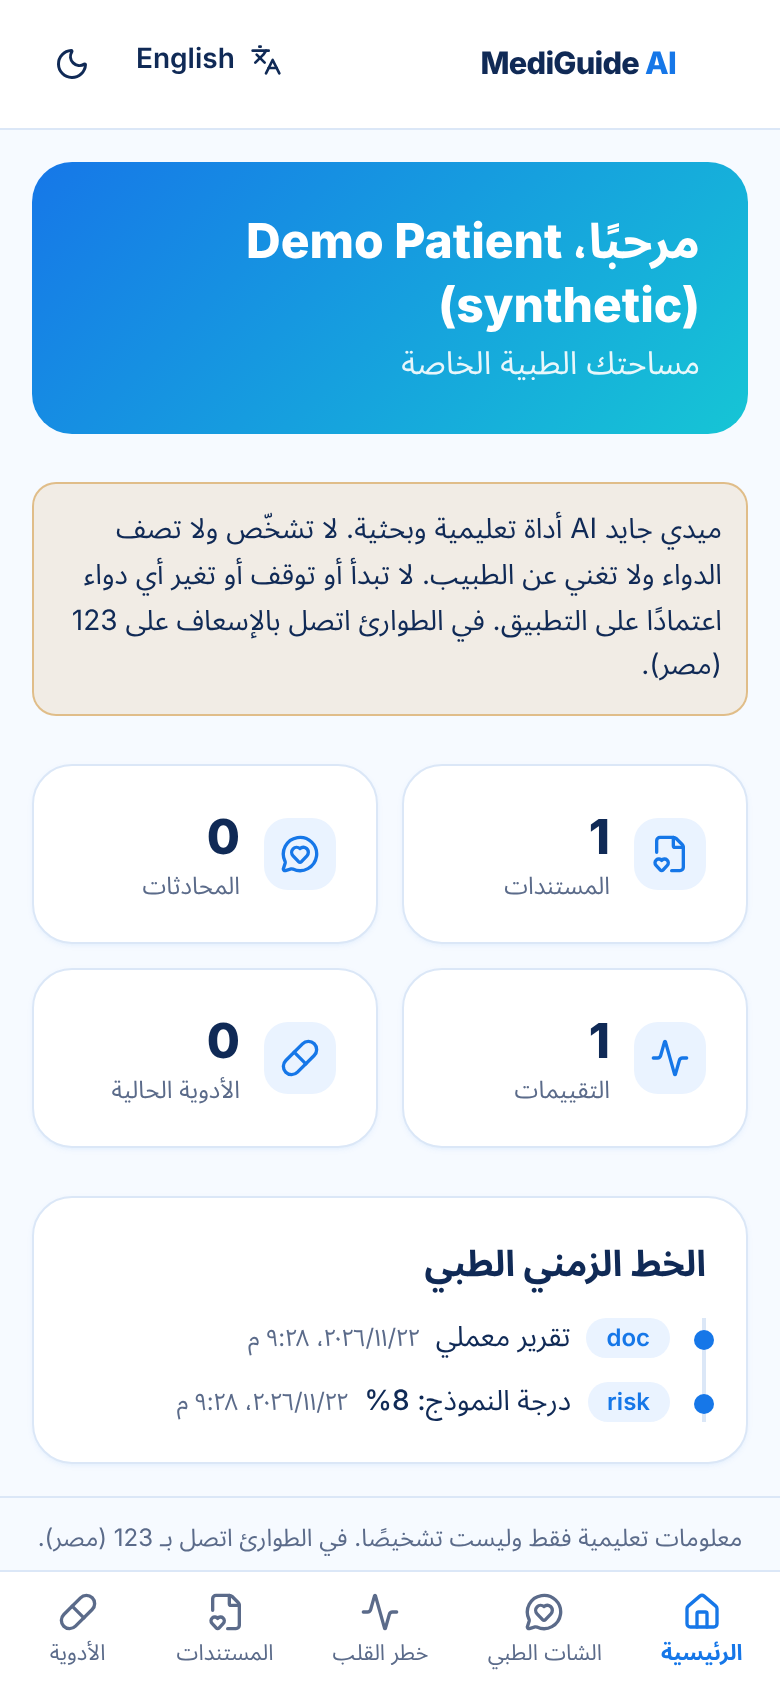 MediGuide AI
English
مرحبًا، Demo Patient
(synthetic)
مساحتك الطبية الخاصة
ميدي جايد AI أداة تعليمية وبحثية. لا تشخّص ولا تصف
الدواء ولا تغني عن الطبيب. لا تبدأ أو توقف أو تغير أي دواء
اعتمادًا على التطبيق. في الطوارئ اتصل بالإسعاف على 123
(مصر).
1
المستندات
0
المحادثات
1
التقييمات
0
الأدوية الحالية
الخط الزمني الطبي
doc تقرير معملي ٢٠٢٦/١١/٢٢، ٩:٢٨ م
risk درجة النموذج: 8% ٢٠٢٦/١١/٢٢، ٩:٢٨ م
معلومات تعليمية فقط وليست تشخيصًا. في الطوارئ اتصل بـ 123 (مصر).
الرئيسية
الشات الطبي
خطر القلب
المستندات
الأدوية